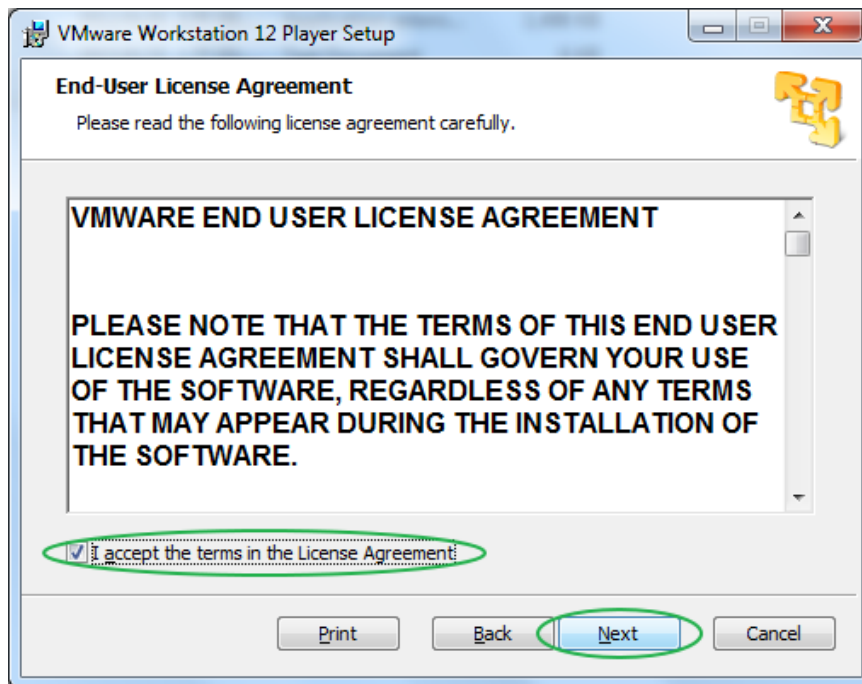 VMware Workstation 12 Player Setup
End-User License Agreement
Please read the following license agreement carefully.
VMWARE END USER LICENSE AGREEMENT
PLEASE NOTE THAT THE TERMS OF THIS END USER
LICENSE AGREEMENT SHALL GOVERN YOUR USE
OF THE SOFTWARE, REGARDLESS OF ANY TERMS
THAT MAY APPEAR DURING THE INSTALLATION OF
THE SOFTWARE.
I accept the terms in the License Agreement
Print Back Next Cancel